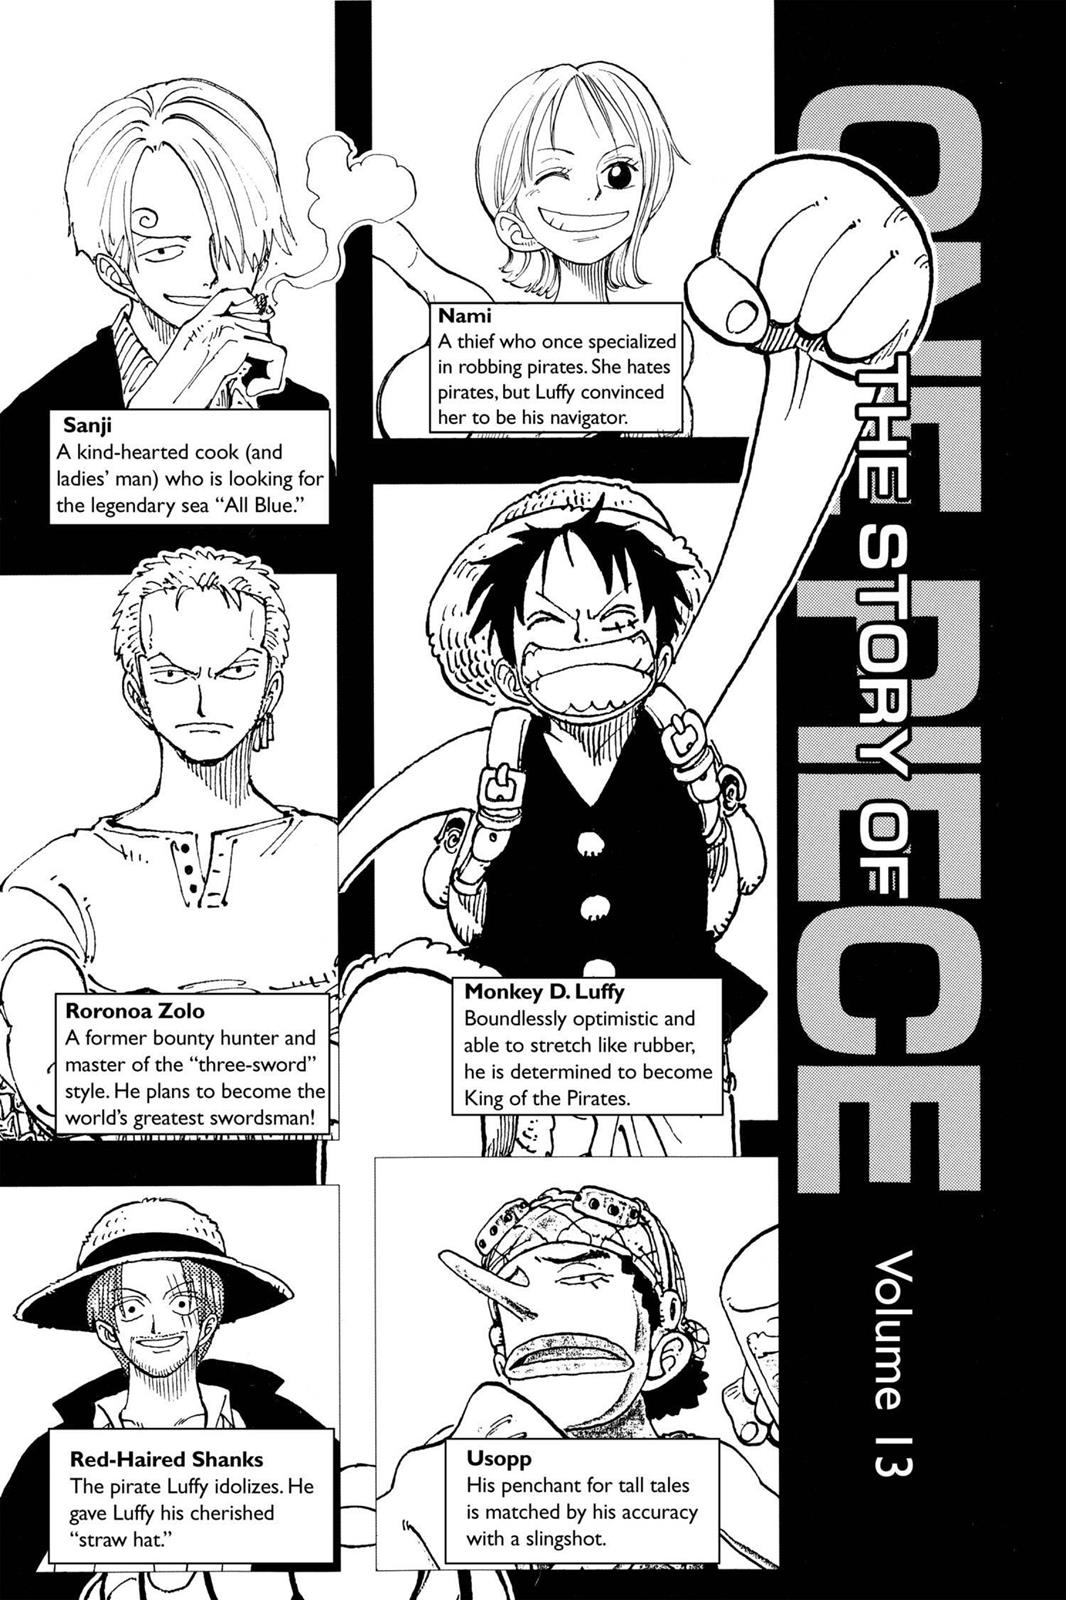 Sanji
A kind-hearted cook (and
ladies' man) who is looking for
the legendary sea "All Blue."
Nami
A thief who once specialized
in robbing pirates. She hates
pirates, but Luffy convinced
her to be his navigator.
Roronoa Zolo
A former bounty hunter and
master of the "three-sword"
style. He plans to become the
world's greatest swordsman!
Monkey D. Luffy
Boundlessly optimistic and
able to stretch like rubber,
he is determined to become
King of the Pirates.
Red-Haired Shanks
The pirate Luffy idolizes. He
gave Luffy his cherished
"straw hat."
Usopp
His penchant for tall tales
is matched by his accuracy
with a slingshot.
THE STORY OF
ONE PIECE
Volume 13